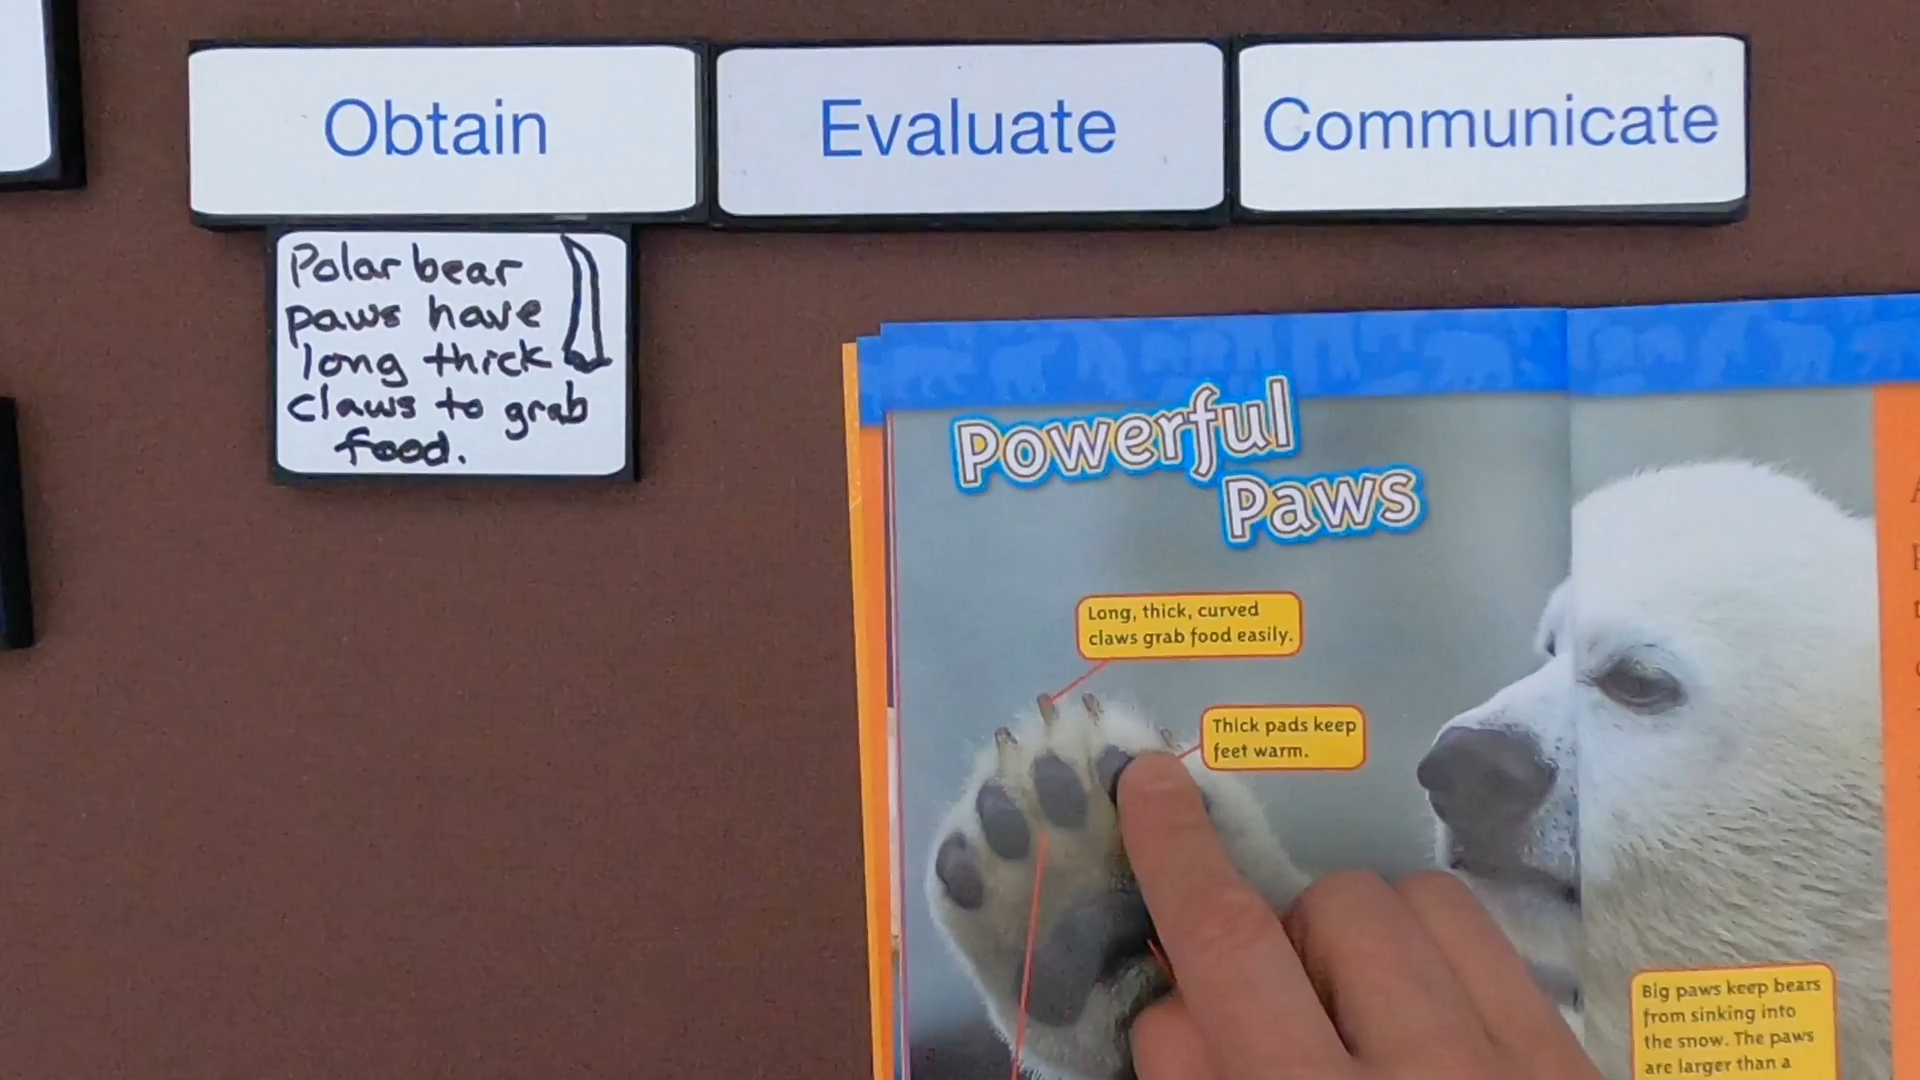 Obtain
Evaluate
Communicate
Polar bear
paws have
long thick
claws to grab
food.
Powerful
Paws
Long, thick, curved
claws grab food easily.
Thick pads keep
feet warm.
Big paws keep bears
from sinking into
the snow. The paws
are larger than a